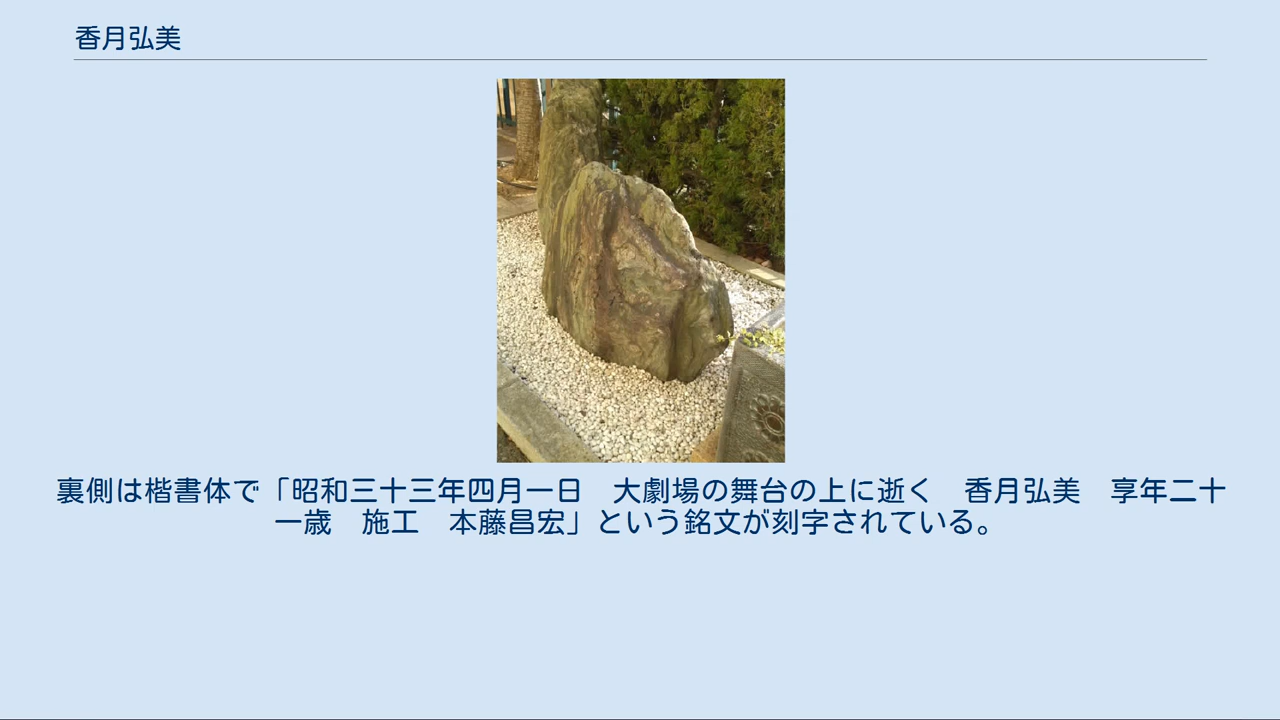 香月弘美
裏側は楷書体で「昭和三十三年四月一日　大劇場の舞台の上に逝く　香月弘美　享年二十
一歳　施工　本藤昌宏」という銘文が刻字されている。